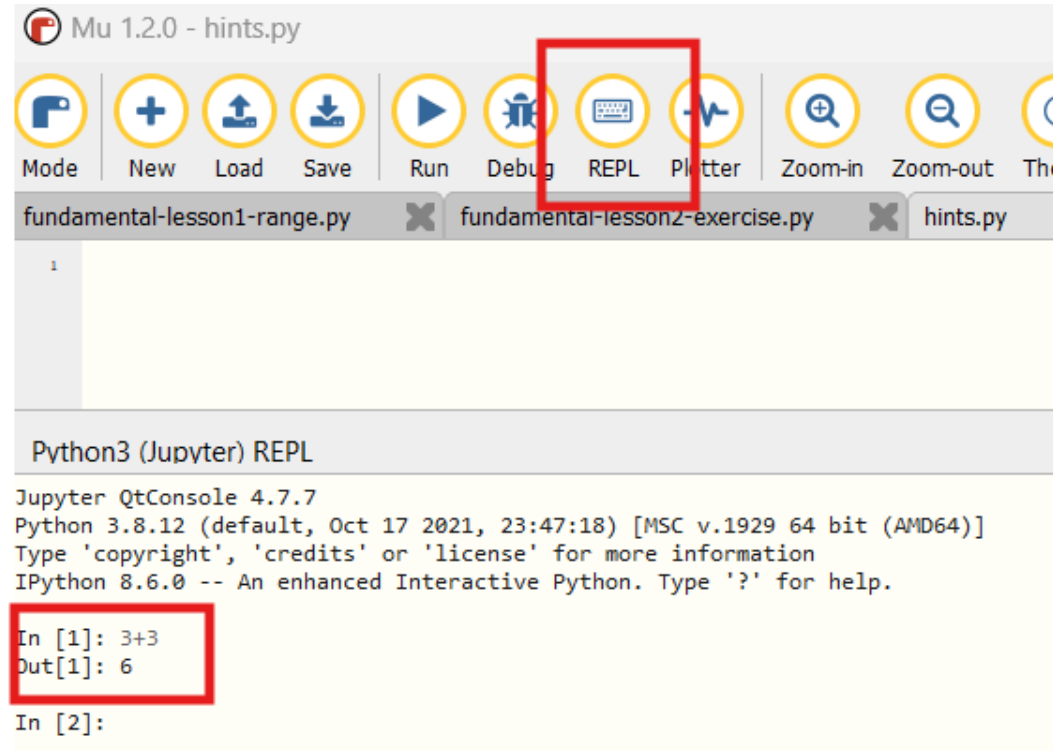 Mu 1.2.0 - hints.py
Mode New Load Save Run Debug REPL Plotter Zoom-in Zoom-out
fundamental-lesson1-range.py fundamental-lesson2-exercise.py hints.py
1
Python3 (Jupyter) REPL
Jupyter QtConsole 4.7.7
Python 3.8.12 (default, Oct 17 2021, 23:47:18) [MSC v.1929 64 bit (AMD64)]
Type 'copyright', 'credits' or 'license' for more information
IPython 8.6.0 -- An enhanced Interactive Python. Type '?' for help.
In [1]: 3+3
Out[1]: 6
In [2]: